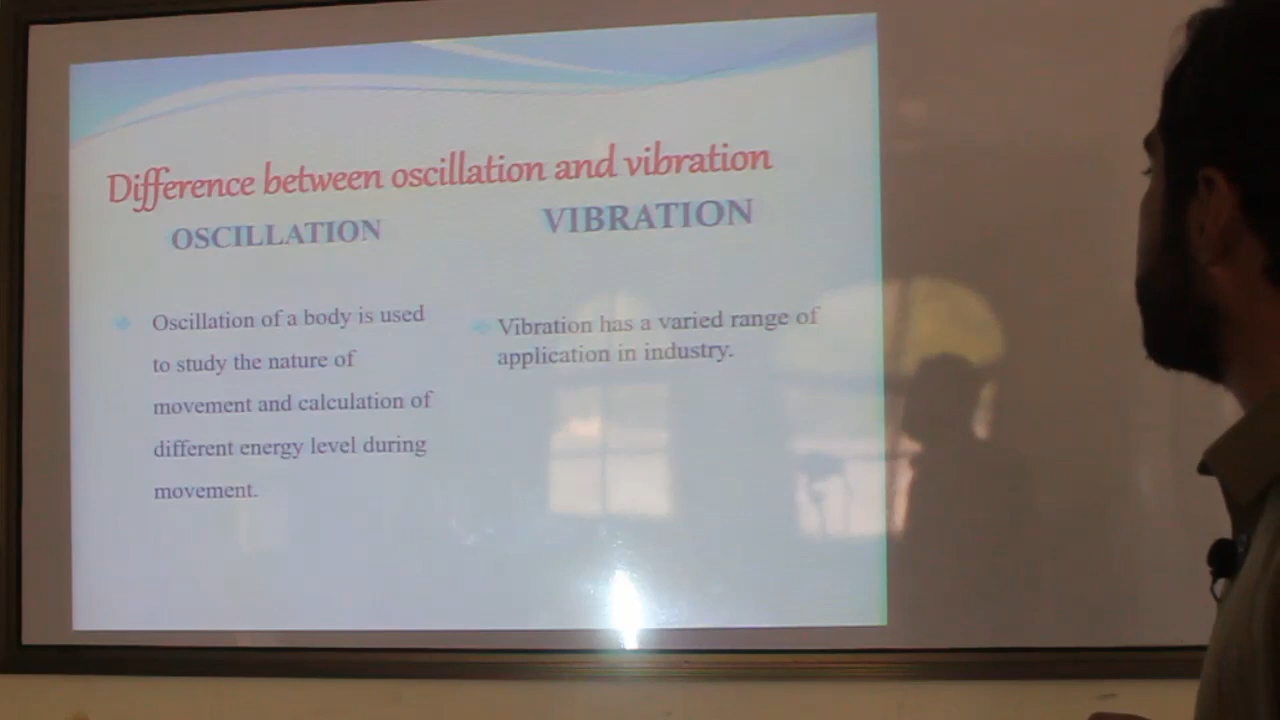 Difference between oscillation and vibration
OSCILLATION
Oscillation of a body is used
to study the nature of
movement and calculation of
different energy level during
movement.
VIBRATION
Vibration has a varied range of
application in industry.